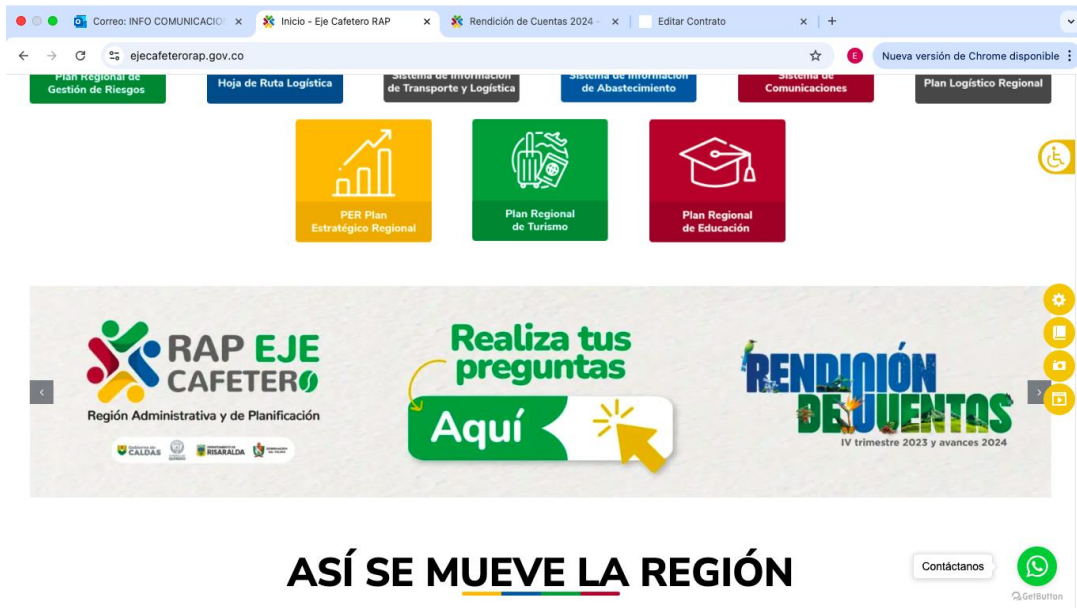 Correo: INFO COMUNICACIO
Inicio - Eje Cafetero RAP
Rendición de Cuentas 2024 -
Editar Contrato
ejecafeterorap.gov.co
E
Nueva versión de Chrome disponible
Plan Regional de
Gestión de Riesgos
Hoja de Ruta Logística
Sistema de Información
de Transporte y Logística
Sistema de Información
de Abastecimiento
Sistema de
Comunicaciones
Plan Logístico Regional
PER Plan
Estratégico Regional
Plan Regional
de Turismo
Plan Regional
de Educación
RAP EJE
CAFETERO
Región Administrativa y de Planificación
CALDAS
RISARALDA
Realiza tus
preguntas
Aquí
RENDICIÓN
DE CUENTAS
IV trimestre 2023 y avances 2024
ASÍ SE MUEVE LA REGIÓN
Contáctanos
GetButton